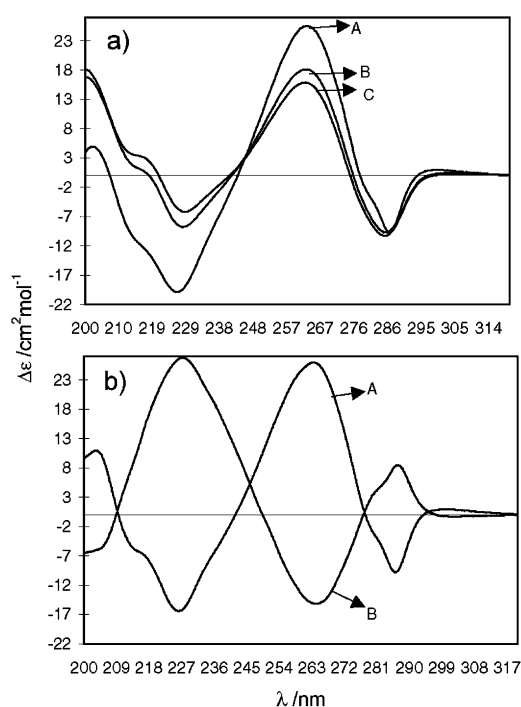 a)
23
18
13
8
3
-2
-7
-12
-17
-22
A
B
C
200 210 219 229 238 248 257 267 276 286 295 305 314
Δε /cm²mol⁻¹
b)
23
18
13
8
3
-2
-7
-12
-17
-22
A
B
200 209 218 227 236 245 254 263 272 281 290 299 308 317
λ /nm